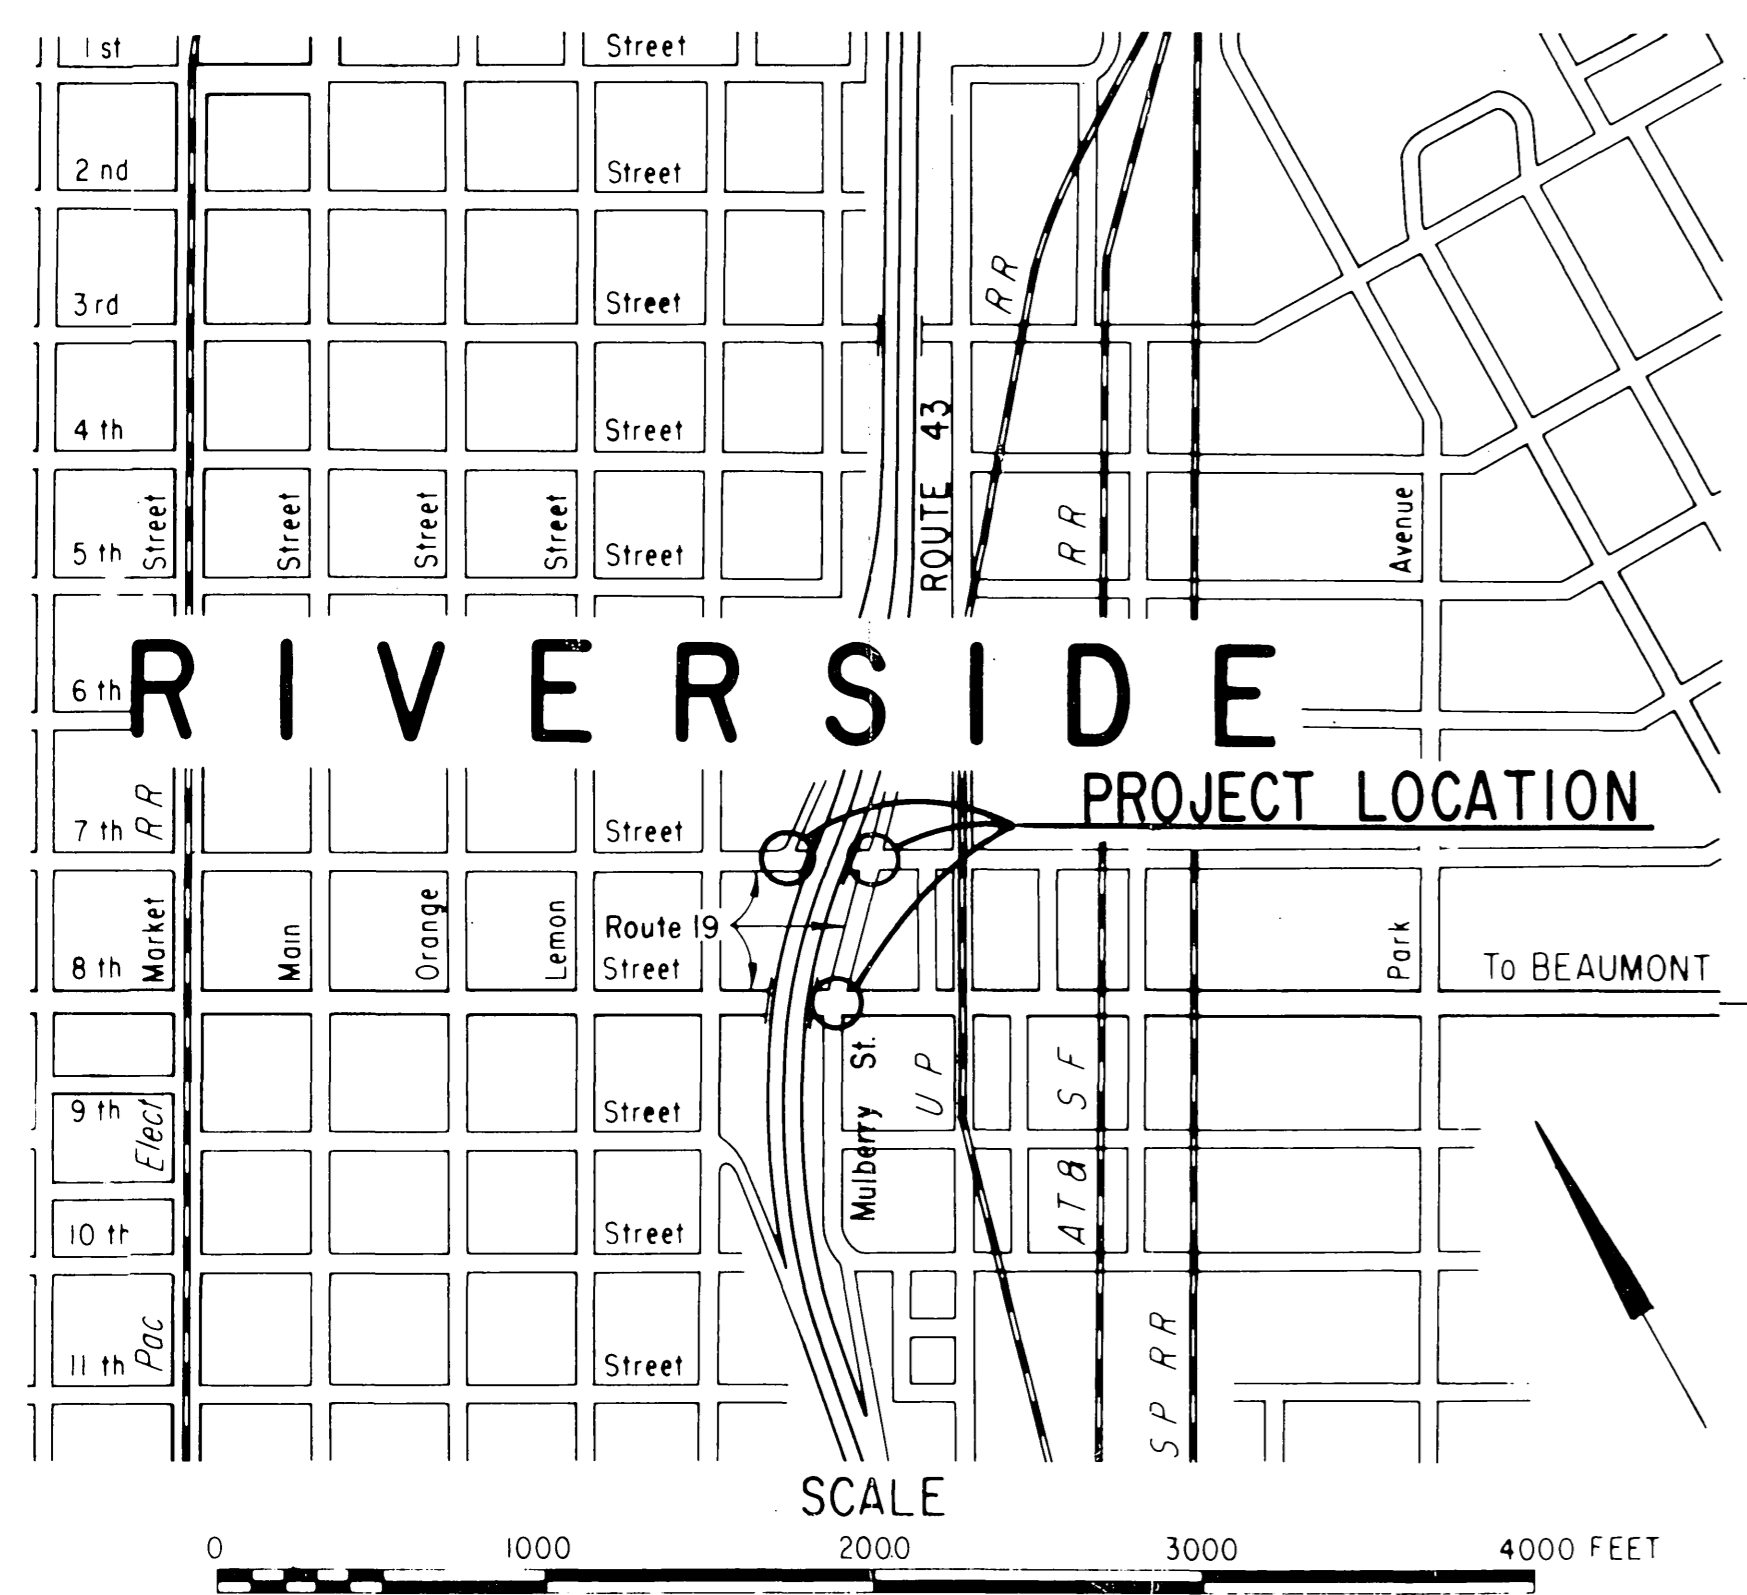 1st Street
2nd Street
3rd Street
RR
4th Street
ROUTE 43
5th Street
Street
Street
Street
Street
RR
Avenue
6th
RIVERSIDE
PROJECT LOCATION
7th Street
RR
Route 19
8th Street
Market
Main
Orange
Lemon
Park
To BEAUMONT
9th Street
Elect
Mulberry St.
UP
AT&SF
10th Street
11th Street
Pac
SP RR
SCALE
0 1000 2000 3000 4000 FEET